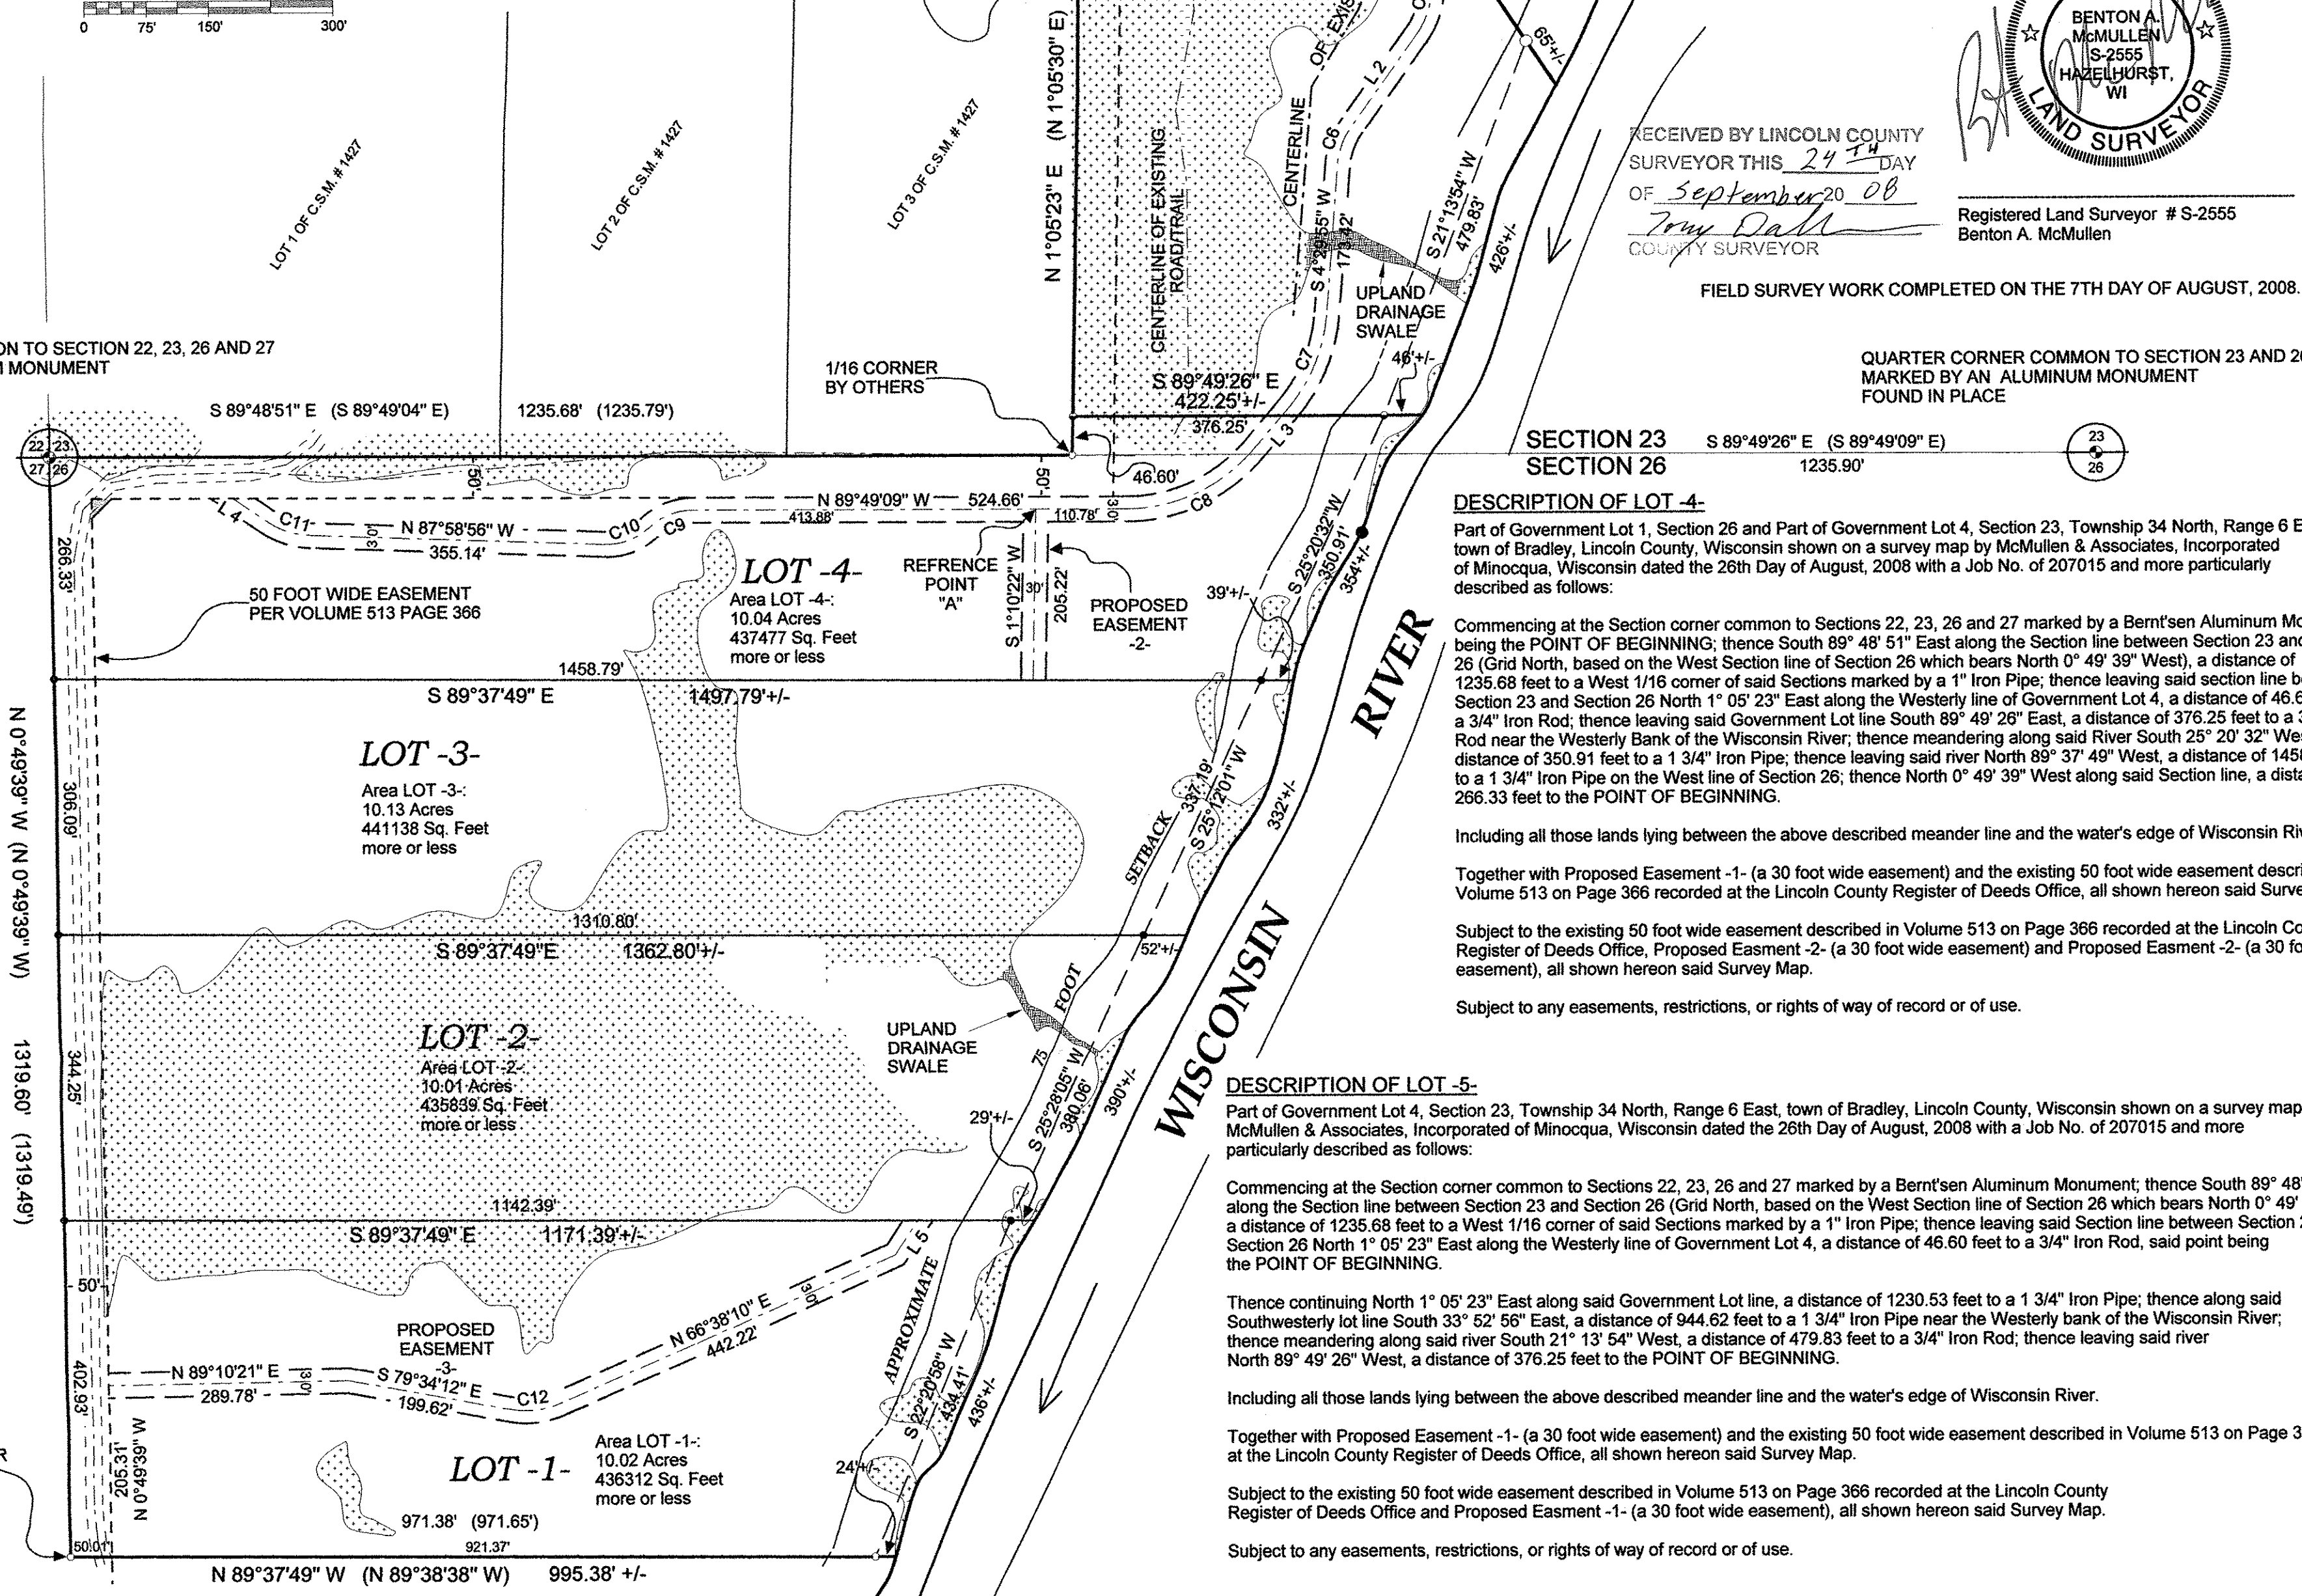 0 75' 150' 300'
LOT 1 OF C.S.M. # 1427
LOT 2 OF C.S.M. # 1427
LOT 3 OF C.S.M. # 1427
N 1°05'23" E (N 1°05'30" E)
CENTERLINE OF EXISTING
ROAD/TRAIL
CENTERLINE OF
L 2
C6
S 4°29'55" W
173.42
C7
S 21°13'54" W
479.83'
426'+/-
65'+/-
UPLAND
DRAINAGE
SWALE
46'+/-
BENTON A.
McMULLEN
S-2555
HAZELHURST,
WI
LAND SURVEYOR
RECEIVED BY LINCOLN COUNTY
SURVEYOR THIS 24TH DAY
OF September 20 08
Tony Dall
COUNTY SURVEYOR
Registered Land Surveyor # S-2555
Benton A. McMullen
FIELD SURVEY WORK COMPLETED ON THE 7TH DAY OF AUGUST, 2008.
ON TO SECTION 22, 23, 26 AND 27
MONUMENT
1/16 CORNER
BY OTHERS
QUARTER CORNER COMMON TO SECTION 23 AND 26
MARKED BY AN ALUMINUM MONUMENT
FOUND IN PLACE
S 89°48'51" E (S 89°49'04" E) 1235.68' (1235.79')
S 89°49'26" E
422.25'+/-
376.25'
L 3
22 23
27 26
SECTION 23 S 89°49'26" E (S 89°49'09" E)
SECTION 26 1235.90'
23
26
50'
50'
46.60'
30'
L 4
C11
N 87°58'56" W
355.14'
30'
C10
C9
N 89°49'09" W 524.66'
413.88'
110.78'
C8
266.33'
50 FOOT WIDE EASEMENT
PER VOLUME 513 PAGE 366
LOT -4-
Area LOT -4-:
10.04 Acres
437477 Sq. Feet
more or less
REFRENCE
POINT
"A"
S 1°10'22" W
30'
205.22'
PROPOSED
EASEMENT
-2-
39'+/-
S 25°20'32" W
350.91'
354'+/-
1458.79'
S 89°37'49" E 1497.79'+/-
N 0°49'39" W (N 0°49'39" W) 1319.60' (1319.49')
LOT -3-
Area LOT -3-:
10.13 Acres
441138 Sq. Feet
more or less
306.09'
337.19'
S 25°12'01" W
332'+/-
WISCONSIN RIVER
APPROXIMATE 75 FOOT SETBACK
1310.80'
S 89°37'49" E 1362.80'+/-
52'+/-
LOT -2-
Area LOT -2-:
10.01 Acres
435839 Sq. Feet
more or less
344.25'
UPLAND
DRAINAGE
SWALE
S 25°28'05" W
380.06'
390'+/-
29'+/-
1142.39'
S 89°37'49" E 1171.39'+/-
L 5
50'
PROPOSED
EASEMENT
-3-
N 89°10'21" E
289.78'
30'
S 79°34'12" E
199.62'
C12
N 66°38'10" E
442.22'
30'
402.93'
205.31'
N 0°49'39" W
S 22°20'58" W
434.41'
436'+/-
LOT -1-
Area LOT -1-:
10.02 Acres
436312 Sq. Feet
more or less
24'+/-
971.38' (971.65')
50.01'
921.37'
N 89°37'49" W (N 89°38'38" W) 995.38' +/-
R
DESCRIPTION OF LOT -4-
Part of Government Lot 1, Section 26 and Part of Government Lot 4, Section 23, Township 34 North, Range 6 E
town of Bradley, Lincoln County, Wisconsin shown on a survey map by McMullen & Associates, Incorporated
of Minocqua, Wisconsin dated the 26th Day of August, 2008 with a Job No. of 207015 and more particularly
described as follows:
Commencing at the Section corner common to Sections 22, 23, 26 and 27 marked by a Bernt'sen Aluminum Mo
being the POINT OF BEGINNING; thence South 89° 48' 51" East along the Section line between Section 23 and
26 (Grid North, based on the West Section line of Section 26 which bears North 0° 49' 39" West), a distance of
1235.68 feet to a West 1/16 corner of said Sections marked by a 1" Iron Pipe; thence leaving said section line b
Section 23 and Section 26 North 1° 05' 23" East along the Westerly line of Government Lot 4, a distance of 46.6
a 3/4" Iron Rod; thence leaving said Government Lot line South 89° 49' 26" East, a distance of 376.25 feet to a 3
Rod near the Westerly Bank of the Wisconsin River; thence meandering along said River South 25° 20' 32" We
distance of 350.91 feet to a 1 3/4" Iron Pipe; thence leaving said river North 89° 37' 49" West, a distance of 1458
to a 1 3/4" Iron Pipe on the West line of Section 26; thence North 0° 49' 39" West along said Section line, a dista
266.33 feet to the POINT OF BEGINNING.
Including all those lands lying between the above described meander line and the water's edge of Wisconsin Riv
Together with Proposed Easement -1- (a 30 foot wide easement) and the existing 50 foot wide easement descri
Volume 513 on Page 366 recorded at the Lincoln County Register of Deeds Office, all shown hereon said Surve
Subject to the existing 50 foot wide easement described in Volume 513 on Page 366 recorded at the Lincoln Co
Register of Deeds Office, Proposed Easment -2- (a 30 foot wide easement) and Proposed Easment -2- (a 30 fo
easement), all shown hereon said Survey Map.
Subject to any easements, restrictions, or rights of way of record or of use.
DESCRIPTION OF LOT -5-
Part of Government Lot 4, Section 23, Township 34 North, Range 6 East, town of Bradley, Lincoln County, Wisconsin shown on a survey map
McMullen & Associates, Incorporated of Minocqua, Wisconsin dated the 26th Day of August, 2008 with a Job No. of 207015 and more
particularly described as follows:
Commencing at the Section corner common to Sections 22, 23, 26 and 27 marked by a Bernt'sen Aluminum Monument; thence South 89° 48'
along the Section line between Section 23 and Section 26 (Grid North, based on the West Section line of Section 26 which bears North 0° 49'
a distance of 1235.68 feet to a West 1/16 corner of said Sections marked by a 1" Iron Pipe; thence leaving said Section line between Section 2
Section 26 North 1° 05' 23" East along the Westerly line of Government Lot 4, a distance of 46.60 feet to a 3/4" Iron Rod, said point being
the POINT OF BEGINNING.
Thence continuing North 1° 05' 23" East along said Government Lot line, a distance of 1230.53 feet to a 1 3/4" Iron Pipe; thence along said
Southwesterly lot line South 33° 52' 56" East, a distance of 944.62 feet to a 1 3/4" Iron Pipe near the Westerly bank of the Wisconsin River;
thence meandering along said river South 21° 13' 54" West, a distance of 479.83 feet to a 3/4" Iron Rod; thence leaving said river
North 89° 49' 26" West, a distance of 376.25 feet to the POINT OF BEGINNING.
Including all those lands lying between the above described meander line and the water's edge of Wisconsin River.
Together with Proposed Easement -1- (a 30 foot wide easement) and the existing 50 foot wide easement described in Volume 513 on Page 3
at the Lincoln County Register of Deeds Office, all shown hereon said Survey Map.
Subject to the existing 50 foot wide easement described in Volume 513 on Page 366 recorded at the Lincoln County
Register of Deeds Office and Proposed Easment -1- (a 30 foot wide easement), all shown hereon said Survey Map.
Subject to any easements, restrictions, or rights of way of record or of use.